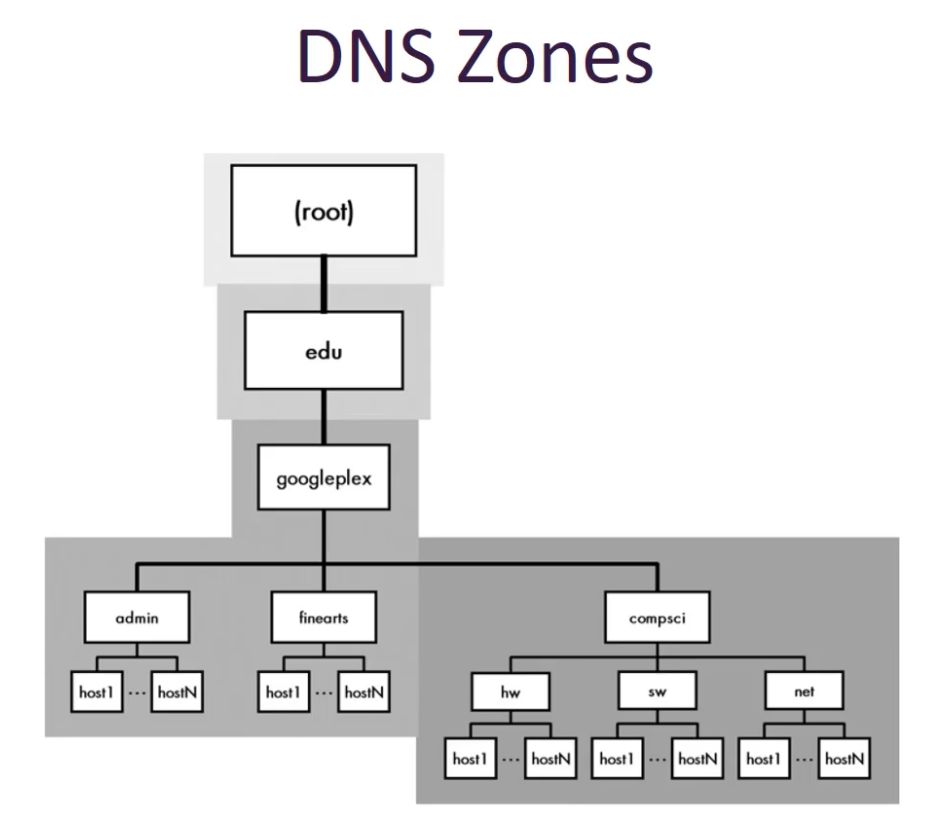 DNS Zones
(root)
edu
googleplex
admin finearts compsci
host1 ... hostN host1 ... hostN hw sw net
host1 ... hostN host1 ... hostN host1 ... hostN